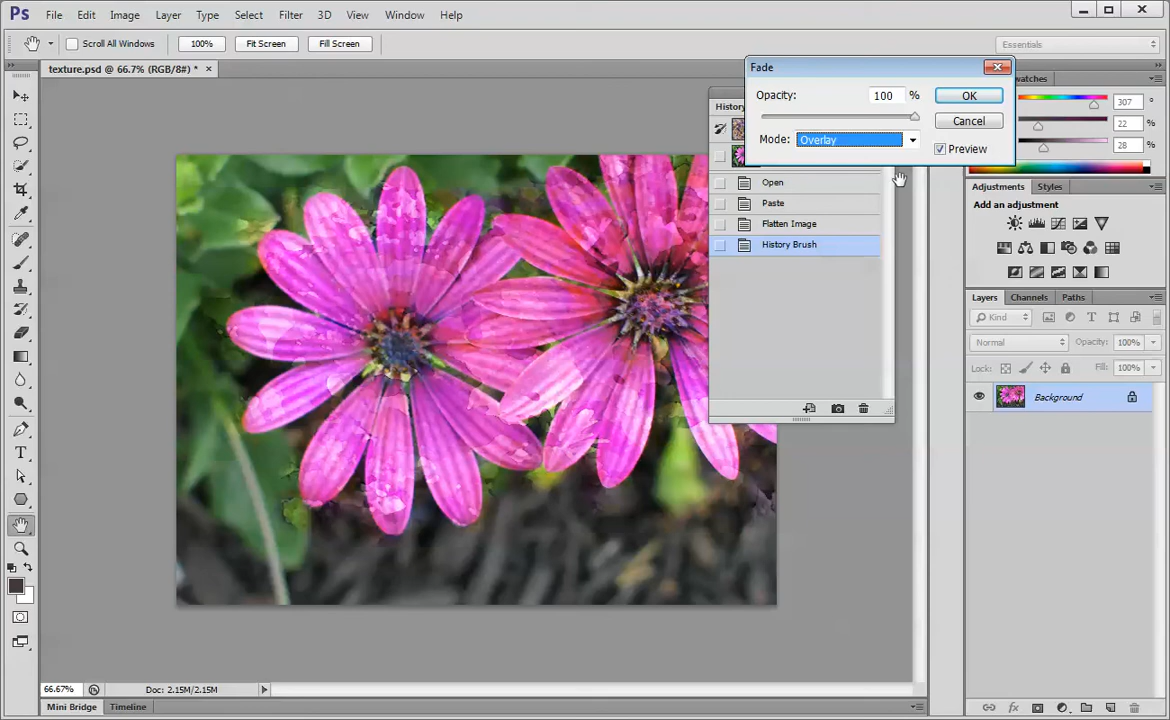 Ps File Edit Image Layer Type Select Filter 3D View Window Help
Scroll All Windows 100% Fit Screen Fill Screen Essentials
texture.psd @ 66.7% (RGB/8#) * ×
Fade
Opacity: 100 % OK
Cancel
Mode: Overlay
Preview
Open
Paste
Flatten Image
History Brush
307 °
22 %
28 %
Adjustments Styles
Add an adjustment
Layers Channels Paths
Kind
Normal Opacity: 100%
Lock: Fill: 100%
Background
66.67% Doc: 2.15M/2.15M
Mini Bridge Timeline